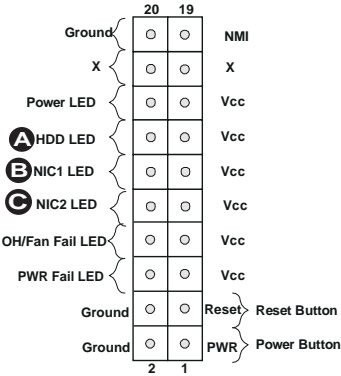 20 19
Ground NMI
X X
Power LED Vcc
A HDD LED Vcc
B NIC1 LED Vcc
C NIC2 LED Vcc
OH/Fan Fail LED Vcc
PWR Fail LED Vcc
Ground Reset Reset Button
Ground PWR Power Button
2 1